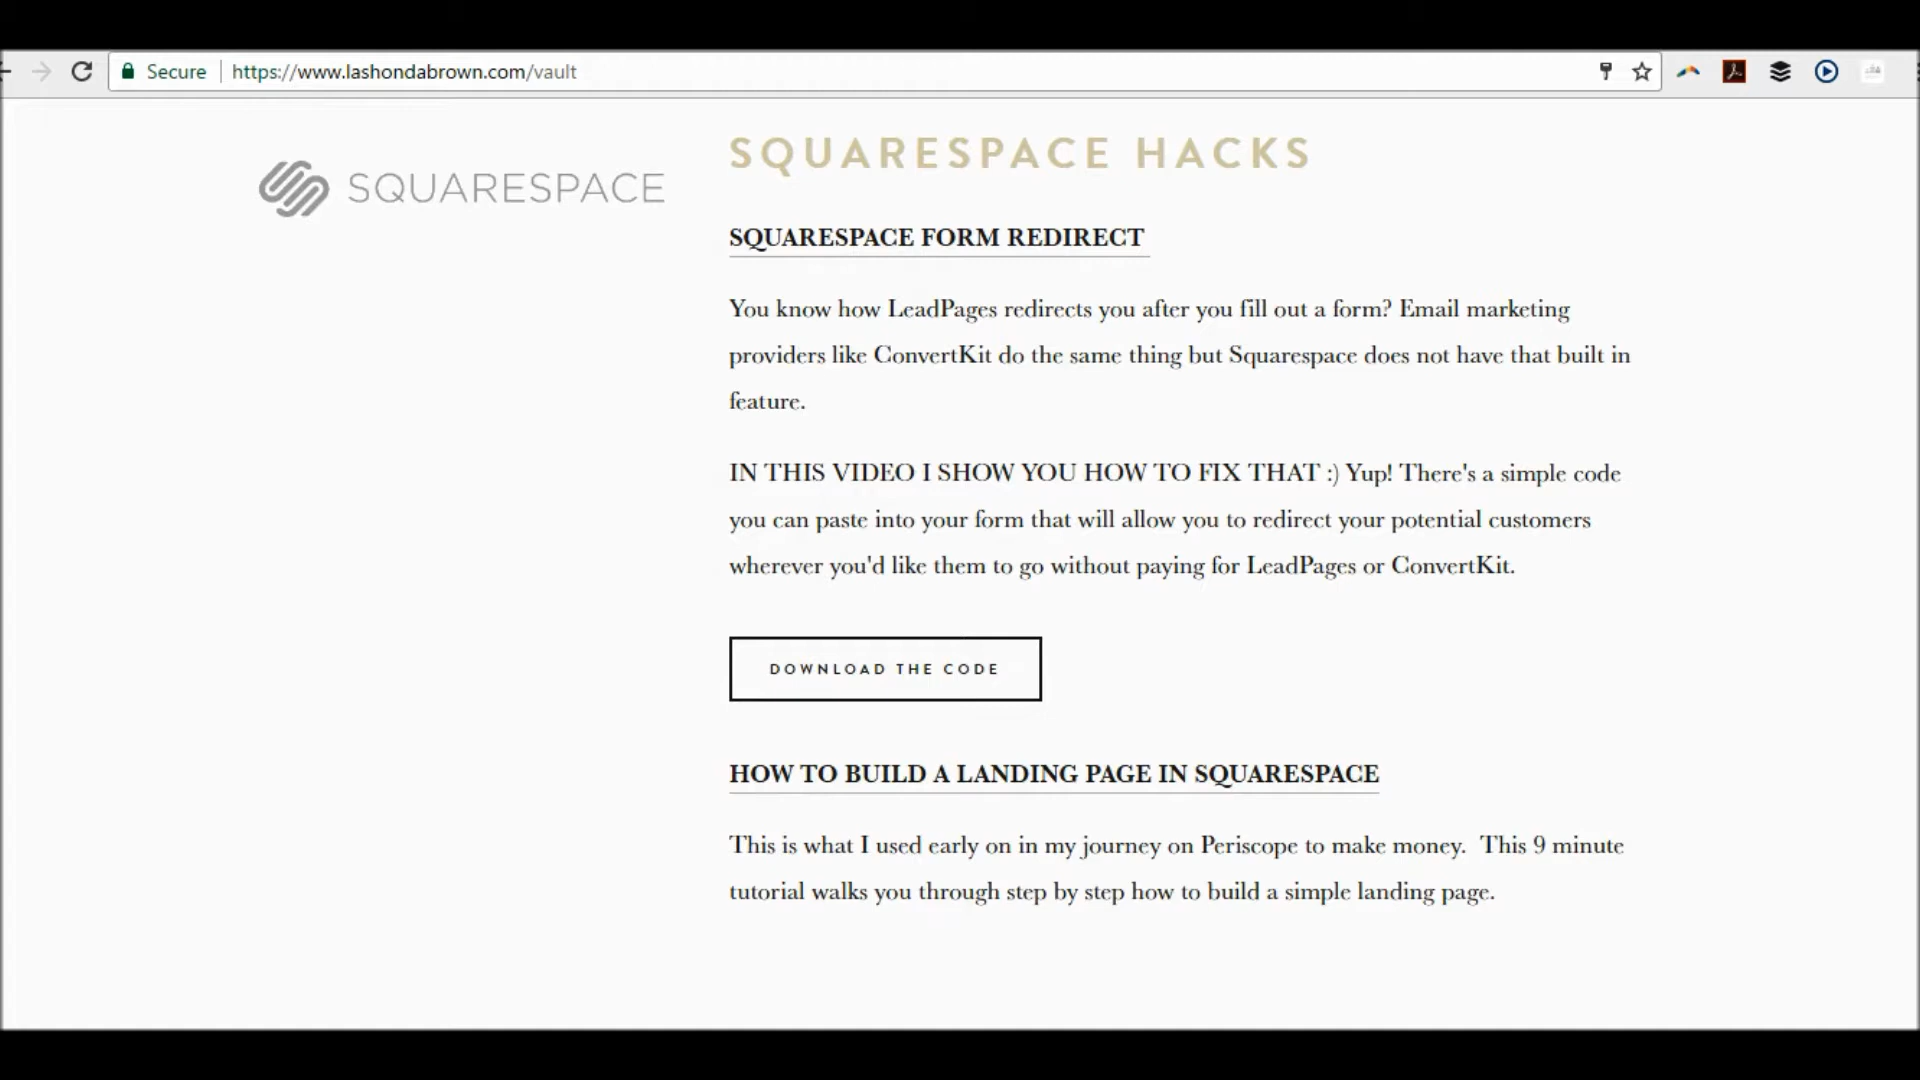 Secure https://www.lashondabrown.com/vault
SQUARESPACE
SQUARESPACE HACKS
SQUARESPACE FORM REDIRECT
You know how LeadPages redirects you after you fill out a form? Email marketing
providers like ConvertKit do the same thing but Squarespace does not have that built in
feature.
IN THIS VIDEO I SHOW YOU HOW TO FIX THAT :) Yup! There's a simple code
you can paste into your form that will allow you to redirect your potential customers
wherever you'd like them to go without paying for LeadPages or ConvertKit.
DOWNLOAD THE CODE
HOW TO BUILD A LANDING PAGE IN SQUARESPACE
This is what I used early on in my journey on Periscope to make money.  This 9 minute
tutorial walks you through step by step how to build a simple landing page.